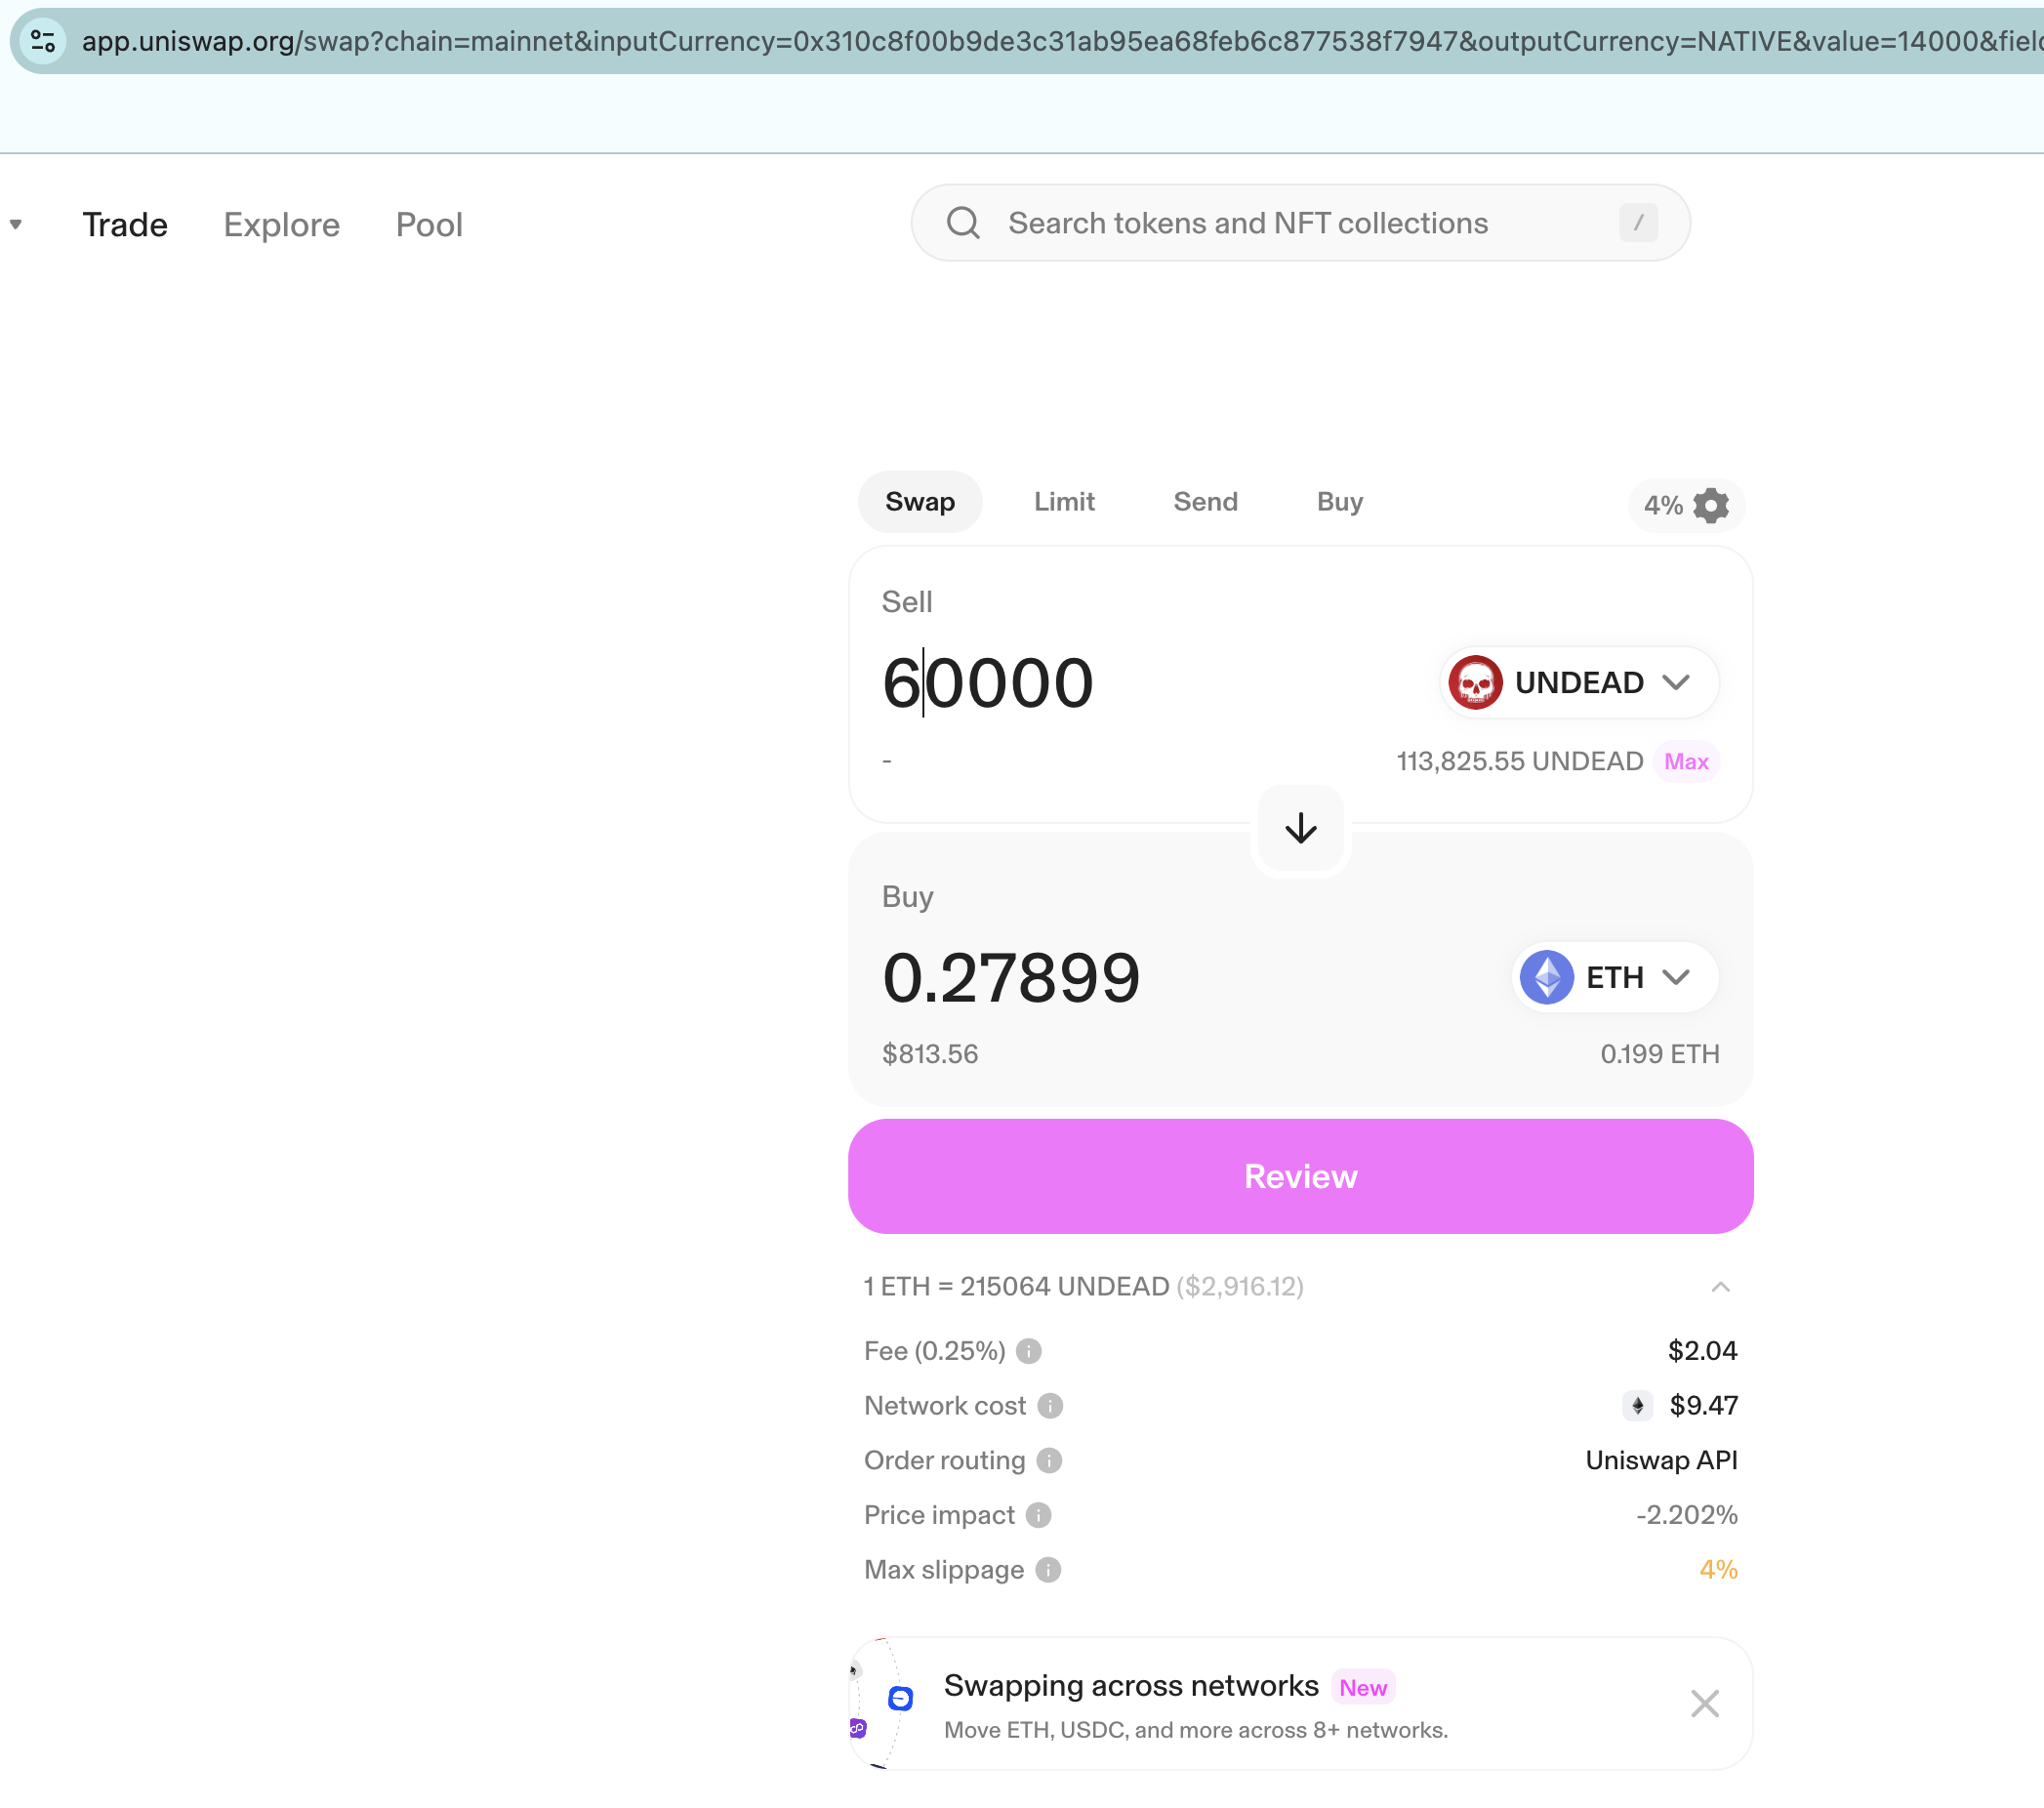 app.uniswap.org/swap?chain=mainnet&inputCurrency=0x310c8f00b9de3c31ab95ea68feb6c877538f7947&outputCurrency=NATIVE&value=14000&fiel
Trade Explore Pool
Search tokens and NFT collections /
Swap Limit Send Buy 4%
Sell
60000 UNDEAD
- 113,825.55 UNDEAD Max
Buy
0.27899 ETH
$813.56 0.199 ETH
Review
1 ETH = 215064 UNDEAD ($2,916.12)
Fee (0.25%) $2.04
Network cost $9.47
Order routing Uniswap API
Price impact -2.202%
Max slippage 4%
Swapping across networks New
Move ETH, USDC, and more across 8+ networks.